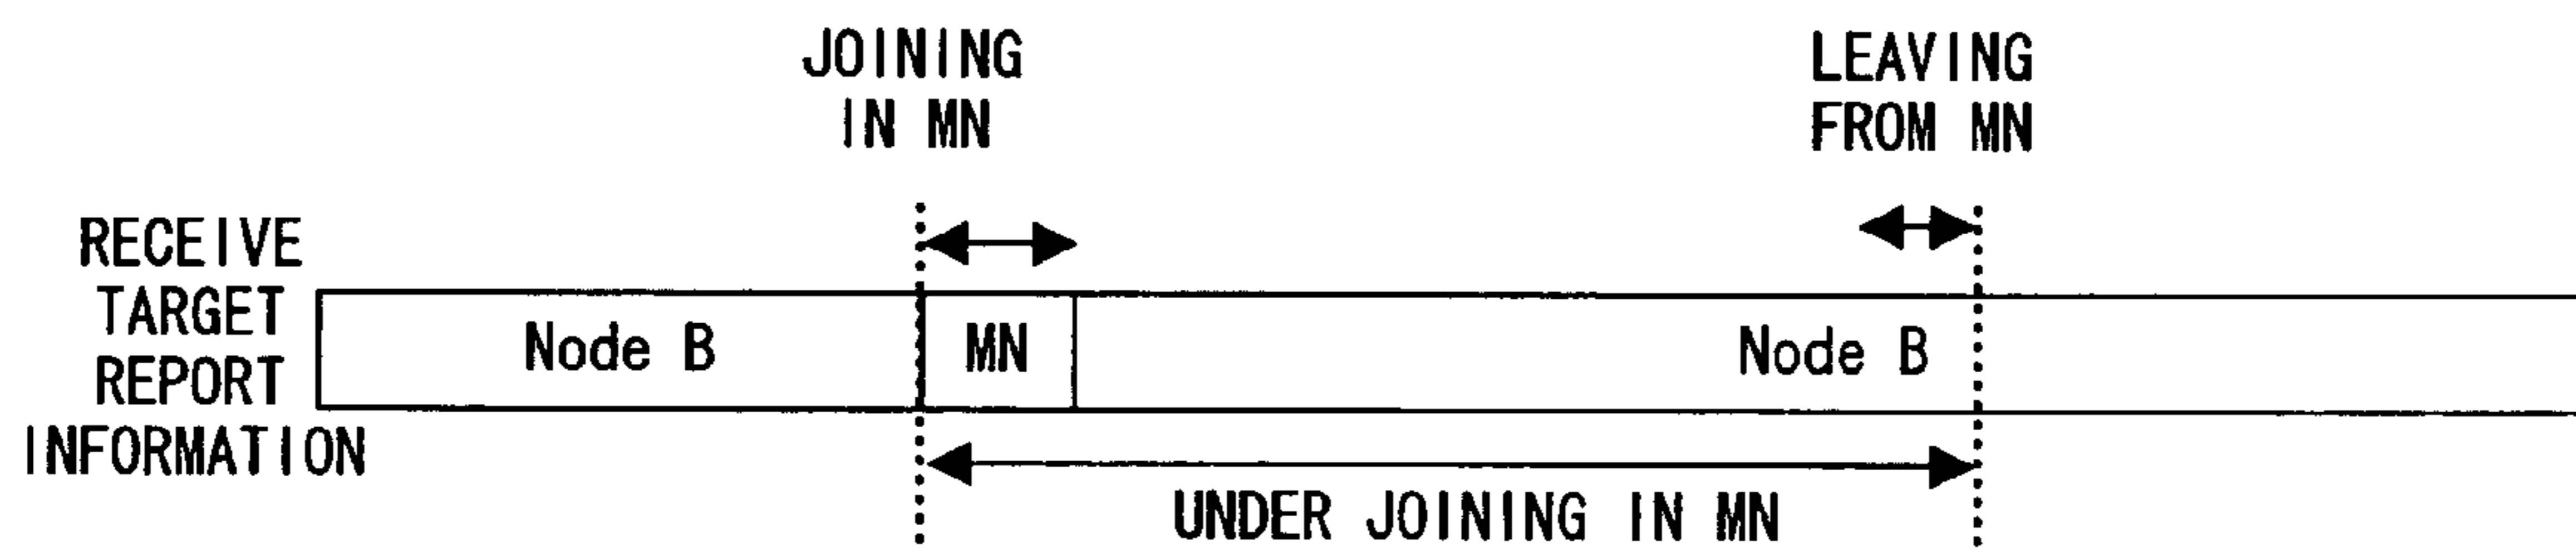 JOINING
IN MN
LEAVING
FROM MN
RECEIVE
TARGET
REPORT
INFORMATION
Node B
MN
Node B
UNDER JOINING IN MN